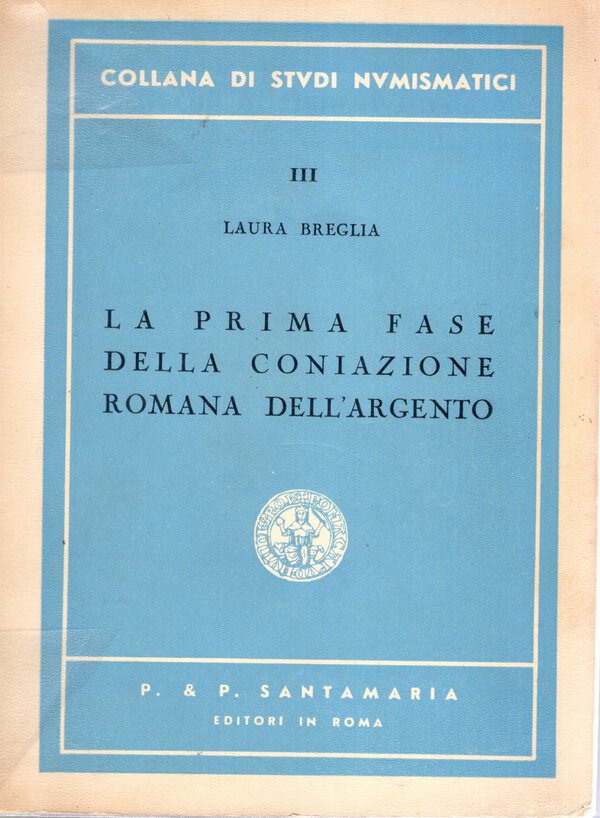 COLLANA DI STVDI NVMISMATICI
III
LAURA BREGLIA
LA PRIMA FASE
DELLA CONIAZIONE
ROMANA DELL'ARGENTO
P. & P. SANTAMARIA
EDITORI IN ROMA